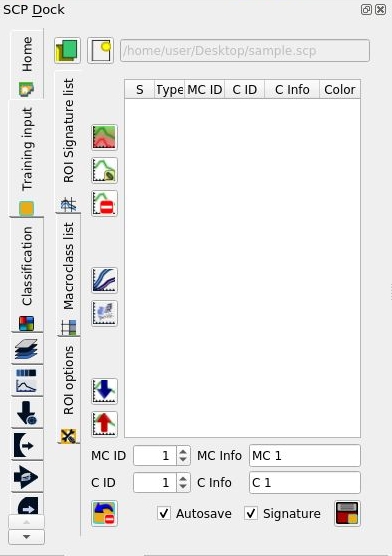 SCP Dock
Home
Training input
Classification
ROI Signature list
Macroclass list
ROI options
/home/user/Desktop/sample.scp
S Type MC ID C ID C Info Color
MC ID 1 MC Info MC 1
C ID 1 C Info C 1
Autosave Signature